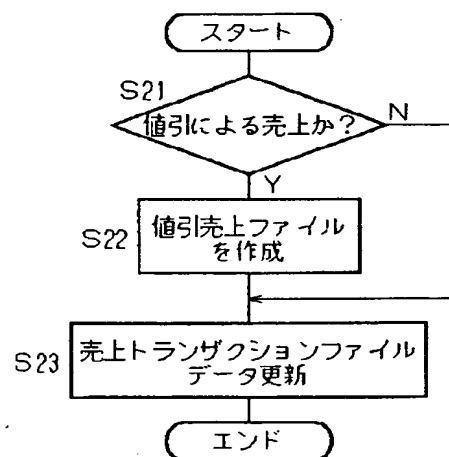 スタート
S21
値引による売上か?
N
Y
S22
値引売上ファイル
を作成
S23
売上トランザクションファイル
データ更新
エンド